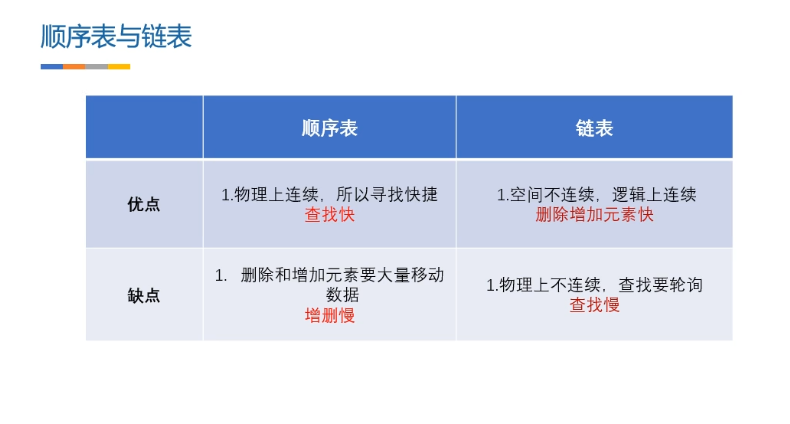 顺序表与链表
顺序表
链表
优点
1.物理上连续，所以寻找快捷
查找快
1.空间不连续，逻辑上连续
删除增加元素快
缺点
1. 删除和增加元素要大量移动
数据
增删慢
1.物理上不连续，查找要轮询
查找慢